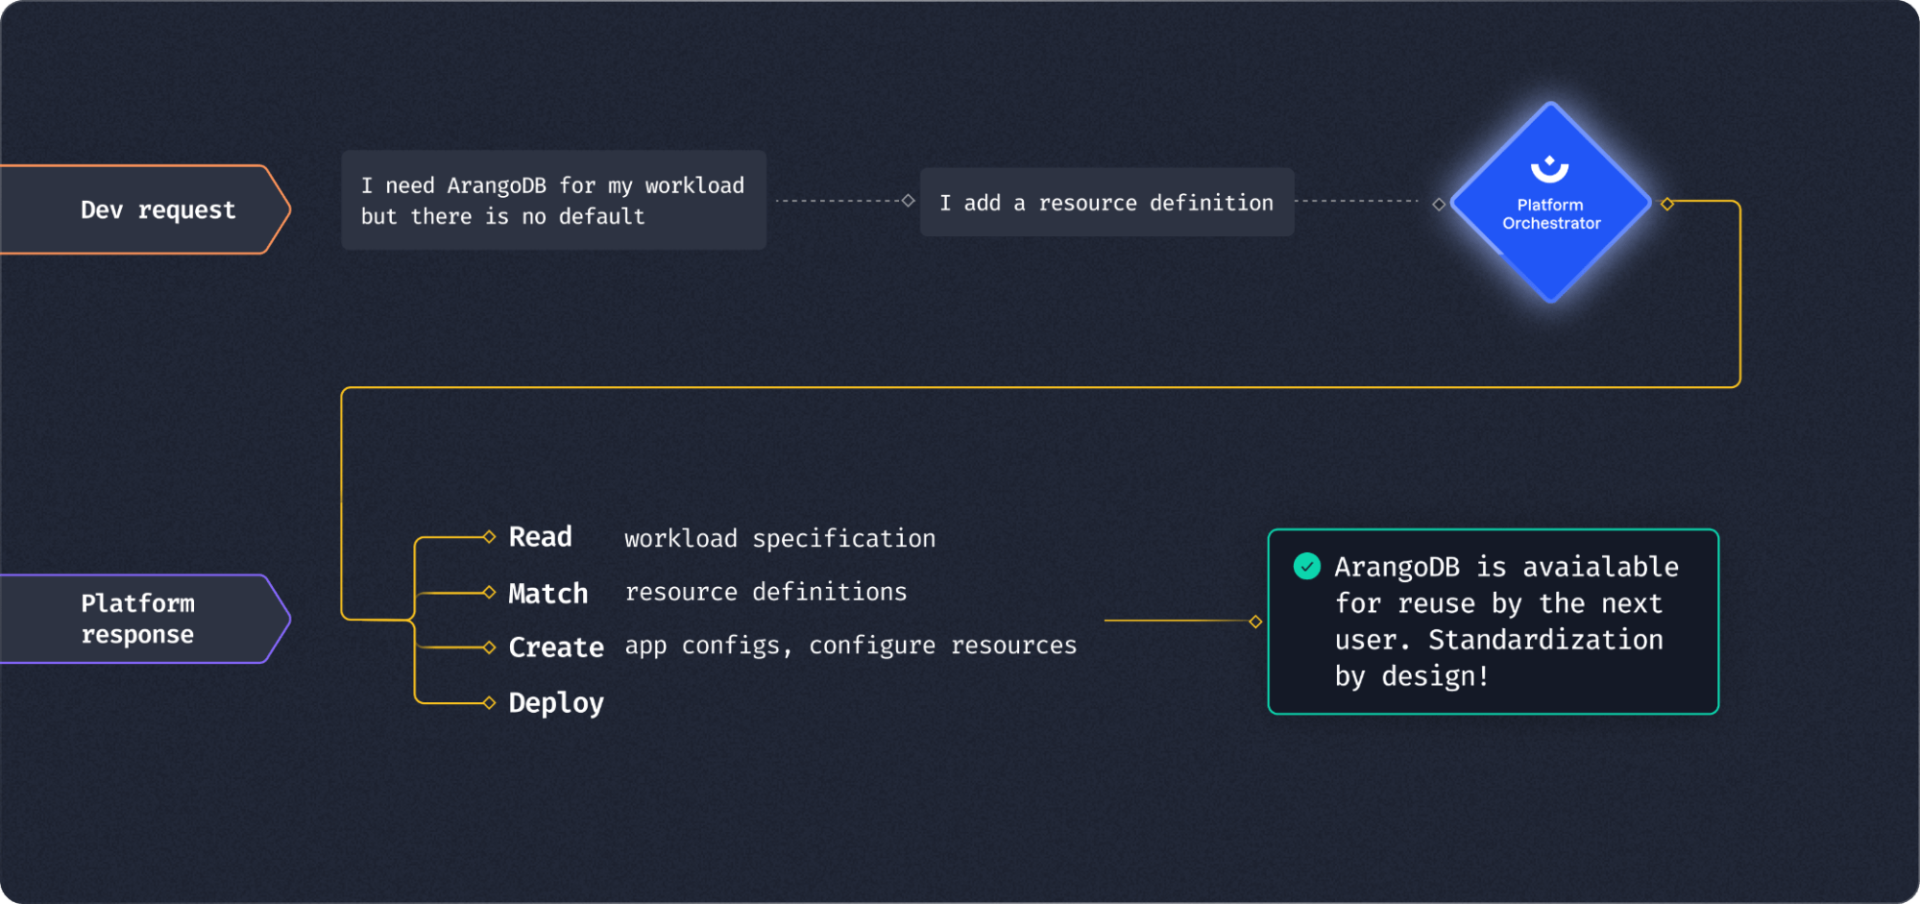 Dev request
I need ArangoDB for my workload
but there is no default
I add a resource definition
Platform
Orchestrator
Platform
response
Read workload specification
Match resource definitions
Create app configs, configure resources
Deploy
ArangoDB is avaialable
for reuse by the next
user. Standardization
by design!